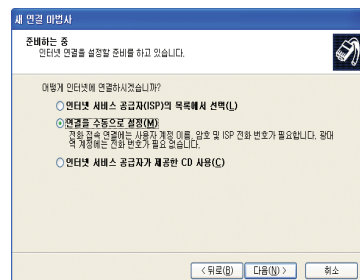 새 연결 마법사
준비하는 중
인터넷 연결을 설정할 준비를 하고 있습니다.
어떻게 인터넷에 연결하시겠습니까?
인터넷 서비스 공급자(ISP)의 목록에서 선택(L)
연결을 수동으로 설정(M)
전화 접속 연결에는 사용자 계정 이름, 암호 및 ISP 전화 번호가 필요합니다. 광대
역 계정에는 전화 번호가 필요 없습니다.
인터넷 서비스 공급자가 제공한 CD 사용(C)
< 뒤로(B) 다음(N) > 취소